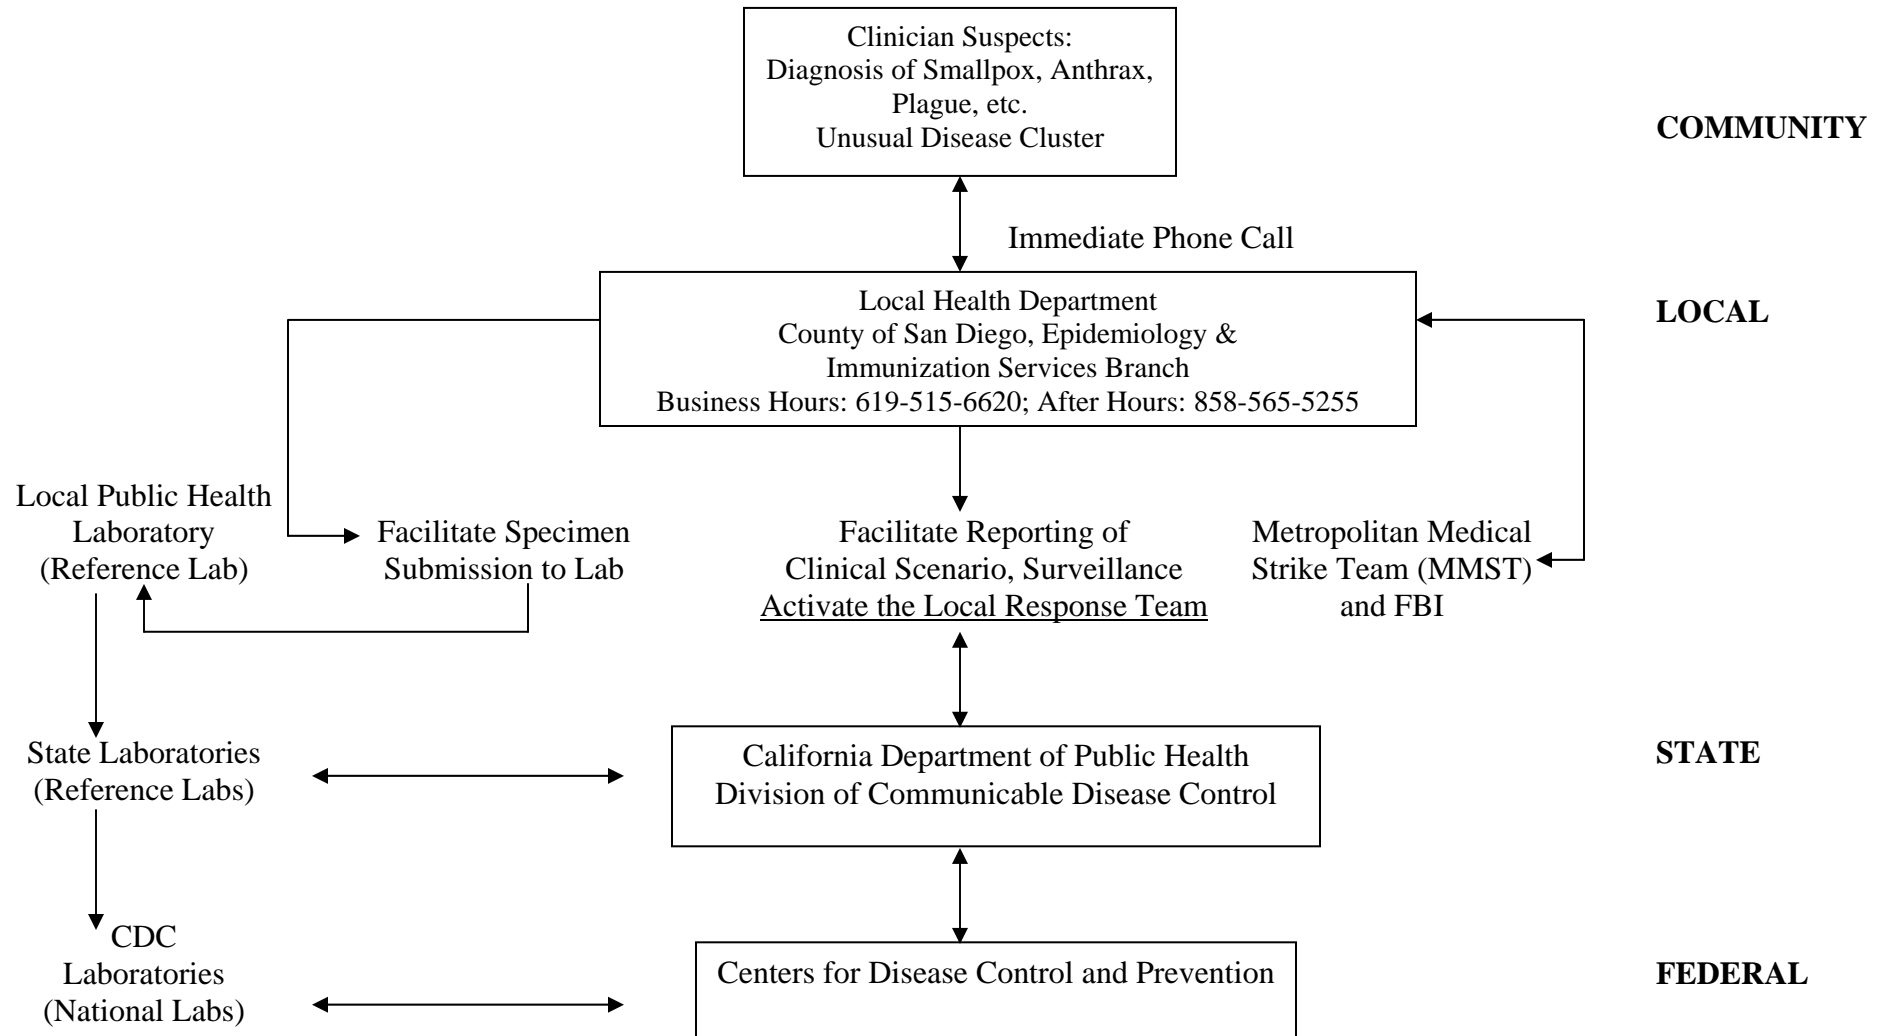 Clinician Suspects:
Diagnosis of Smallpox, Anthrax,
Plague, etc.
Unusual Disease Cluster
COMMUNITY
Immediate Phone Call
Local Health Department
County of San Diego, Epidemiology &
Immunization Services Branch
Business Hours: 619-515-6620; After Hours: 858-565-5255
LOCAL
Local Public Health
Laboratory
(Reference Lab)
Facilitate Specimen
Submission to Lab
Facilitate Reporting of
Clinical Scenario, Surveillance
Activate the Local Response Team
Metropolitan Medical
Strike Team (MMST)
and FBI
State Laboratories
(Reference Labs)
California Department of Public Health
Division of Communicable Disease Control
STATE
CDC
Laboratories
(National Labs)
Centers for Disease Control and Prevention
FEDERAL